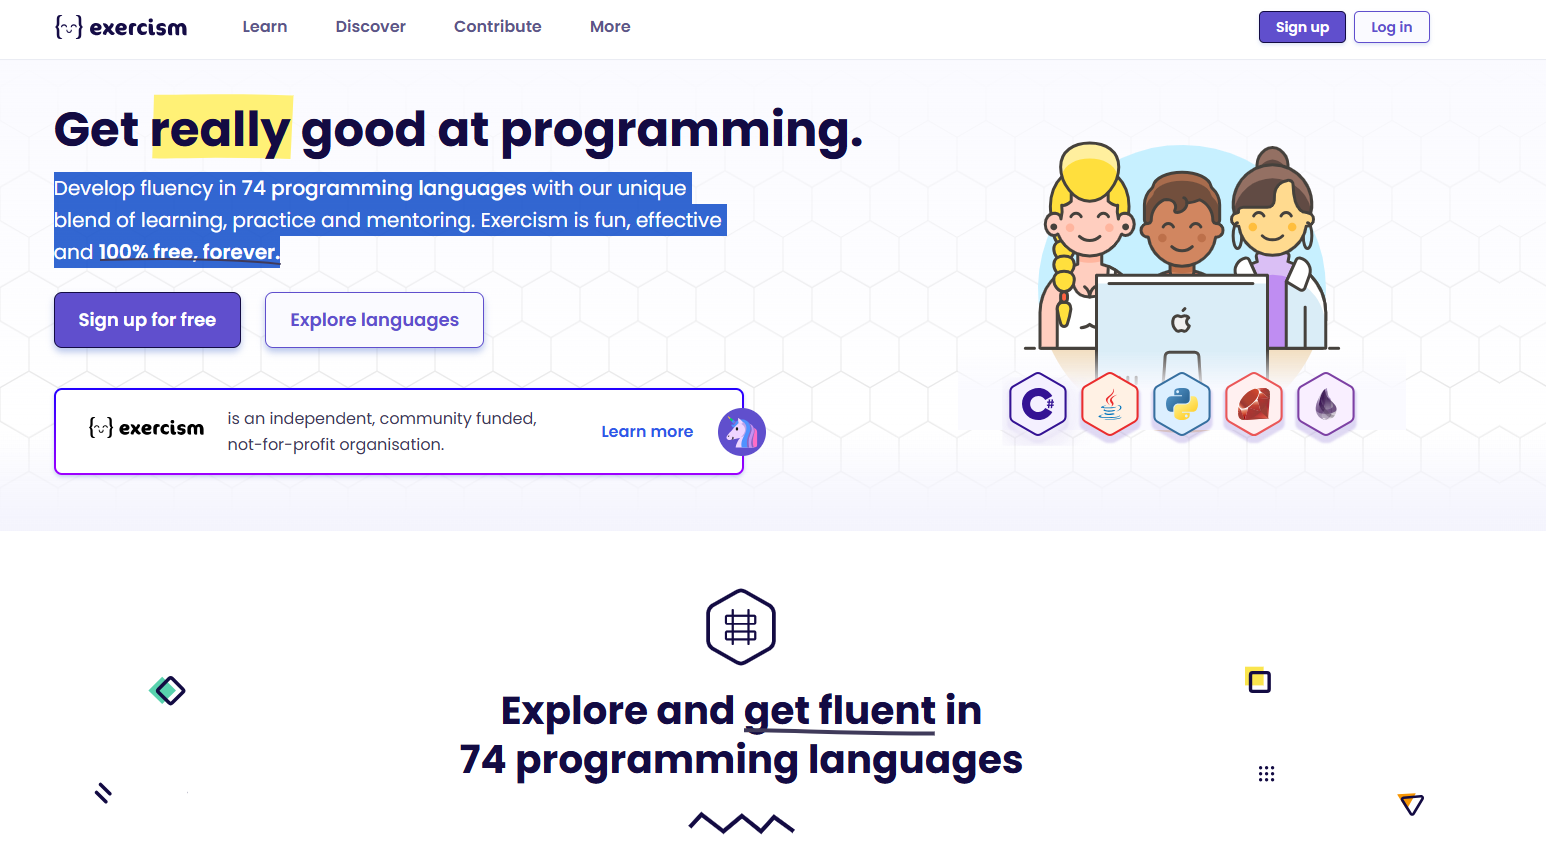 exercism Learn Discover Contribute More Sign up Log in
Get really good at programming.
Develop fluency in 74 programming languages with our unique
blend of learning, practice and mentoring. Exercism is fun, effective
and 100% free, forever.
Sign up for free Explore languages
exercism is an independent, community funded,
not-for-profit organisation.
Learn more
Explore and get fluent in
74 programming languages